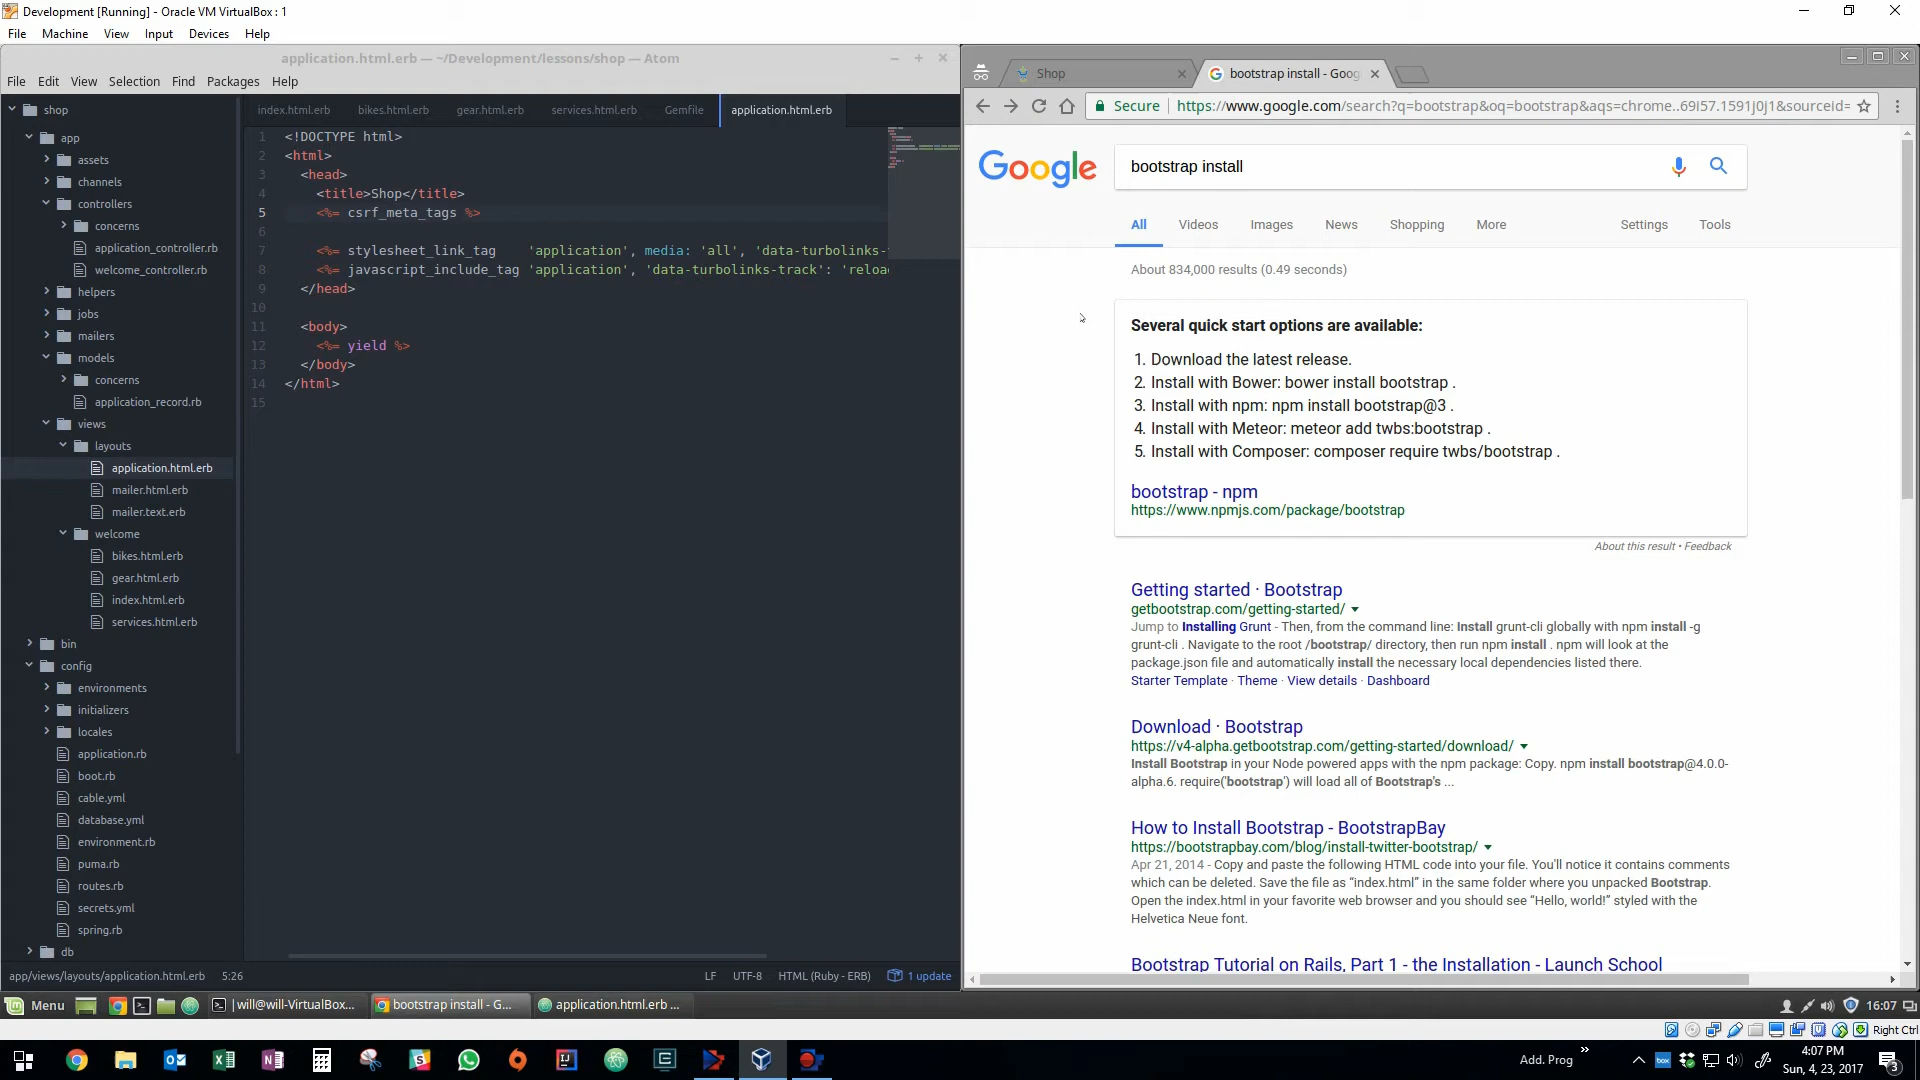 Development [Running] - Oracle VM VirtualBox : 1
File Machine View Input Devices Help
application.html.erb — ~/Development/lessons/shop — Atom
File Edit View Selection Find Packages Help
shop
app
assets
channels
controllers
concerns
application_controller.rb
welcome_controller.rb
helpers
jobs
mailers
models
concerns
application_record.rb
views
layouts
application.html.erb
mailer.html.erb
mailer.text.erb
welcome
bikes.html.erb
gear.html.erb
index.html.erb
services.html.erb
bin
config
environments
initializers
locales
application.rb
boot.rb
cable.yml
database.yml
environment.rb
puma.rb
routes.rb
secrets.yml
spring.rb
db
index.html.erb bikes.html.erb gear.html.erb services.html.erb Gemfile application.html.erb
1 <!DOCTYPE html>
2 <html>
3 <head>
4 <title>Shop</title>
5 <%= csrf_meta_tags %>
6
7 <%= stylesheet_link_tag 'application', media: 'all', 'data-turbolinks-
8 <%= javascript_include_tag 'application', 'data-turbolinks-track': 'reloa
9 </head>
10
11 <body>
12 <%= yield %>
13 </body>
14 </html>
15
app/views/layouts/application.html.erb 5:26 LF UTF-8 HTML (Ruby - ERB) 1 update
Shop
bootstrap install - Goog
Secure https://www.google.com/search?q=bootstrap&oq=bootstrap&aqs=chrome..69i57.1591j0j1&sourceid=
Google
bootstrap install
All Videos Images News Shopping More Settings Tools
About 834,000 results (0.49 seconds)
Several quick start options are available:
1. Download the latest release.
2. Install with Bower: bower install bootstrap .
3. Install with npm: npm install bootstrap@3 .
4. Install with Meteor: meteor add twbs:bootstrap .
5. Install with Composer: composer require twbs/bootstrap .
bootstrap - npm
https://www.npmjs.com/package/bootstrap
About this result • Feedback
Getting started · Bootstrap
getbootstrap.com/getting-started/
Jump to Installing Grunt - Then, from the command line: Install grunt-cli globally with npm install -g
grunt-cli . Navigate to the root /bootstrap/ directory, then run npm install . npm will look at the
package.json file and automatically install the necessary local dependencies listed there.
Starter Template · Theme · View details · Dashboard
Download · Bootstrap
https://v4-alpha.getbootstrap.com/getting-started/download/
Install Bootstrap in your Node powered apps with the npm package: Copy. npm install bootstrap@4.0.0-
alpha.6. require('bootstrap') will load all of Bootstrap's ...
How to Install Bootstrap - BootstrapBay
https://bootstrapbay.com/blog/install-twitter-bootstrap/
Apr 21, 2014 - Copy and paste the following HTML code into your file. You'll notice it contains comments
which can be deleted. Save the file as “index.html” in the same folder where you unpacked Bootstrap.
Open the index.html in your favorite web browser and you should see “Hello, world!” styled with the
Helvetica Neue font.
Bootstrap Tutorial on Rails, Part 1 - the Installation - Launch School
Menu |will@will-VirtualBox... bootstrap install - G... application.html.erb ... 16:07
Right Ctrl
Add. Prog
4:07 PM
Sun, 4, 23, 2017
3